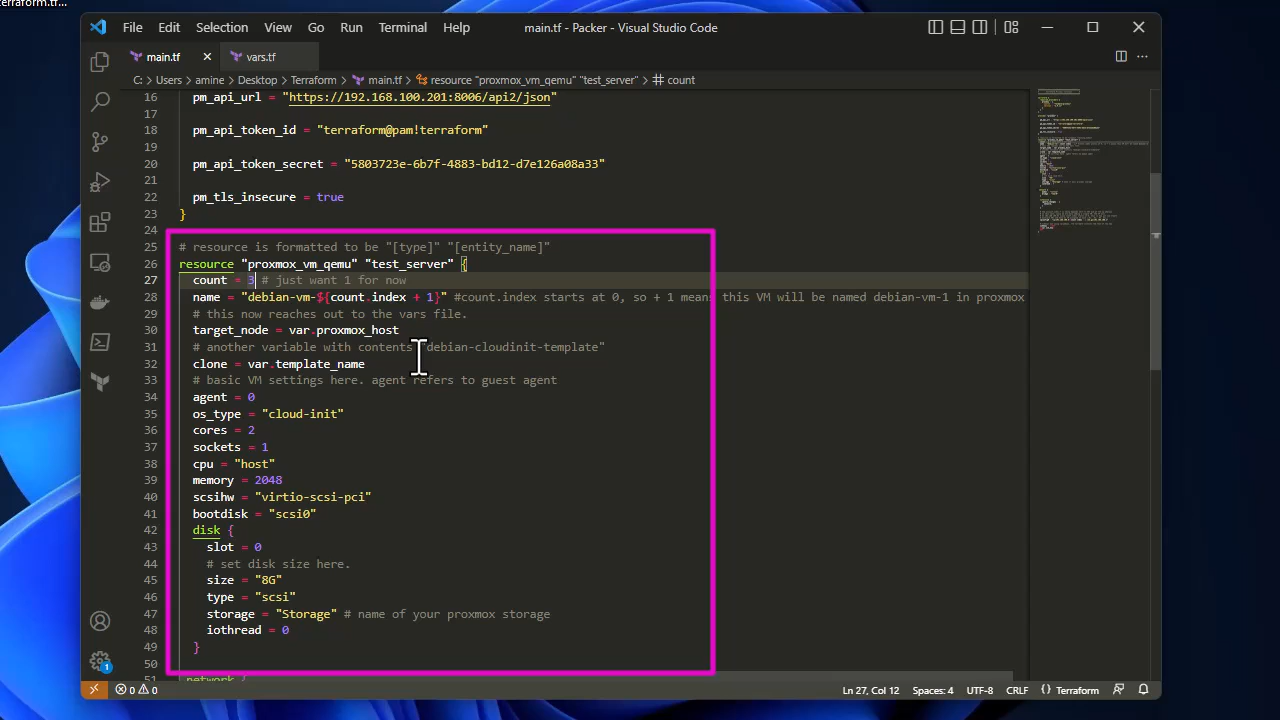 terraform.tf...
File Edit Selection View Go Run Terminal Help
main.tf - Packer - Visual Studio Code
main.tf
vars.tf
C: > Users > amine > Desktop > Terraform > main.tf > resource "proxmox_vm_qemu" "test_server" > # count
16 pm_api_url = "https://192.168.100.201:8006/api2/json"
17
18 pm_api_token_id = "terraform@pam!terraform"
19
20 pm_api_token_secret = "5803723e-6b7f-4883-bd12-d7e126a08a33"
21
22 pm_tls_insecure = true
23 }
24
25 # resource is formatted to be "[type]" "[entity_name]"
26 resource "proxmox_vm_qemu" "test_server" {
27 count = 3 # just want 1 for now
28 name = "debian-vm-${count.index + 1}" #count.index starts at 0, so + 1 means this VM will be named debian-vm-1 in proxmox
29 # this now reaches out to the vars file.
30 target_node = var.proxmox_host
31 # another variable with contents "debian-cloudinit-template"
32 clone = var.template_name
33 # basic VM settings here. agent refers to guest agent
34 agent = 0
35 os_type = "cloud-init"
36 cores = 2
37 sockets = 1
38 cpu = "host"
39 memory = 2048
40 scsihw = "virtio-scsi-pci"
41 bootdisk = "scsi0"
42 disk {
43 slot = 0
44 # set disk size here.
45 size = "8G"
46 type = "scsi"
47 storage = "Storage" # name of your proxmox storage
48 iothread = 0
49 }
50
51 network {
1
0 0 Ln 27, Col 12 Spaces: 4 UTF-8 CRLF Terraform